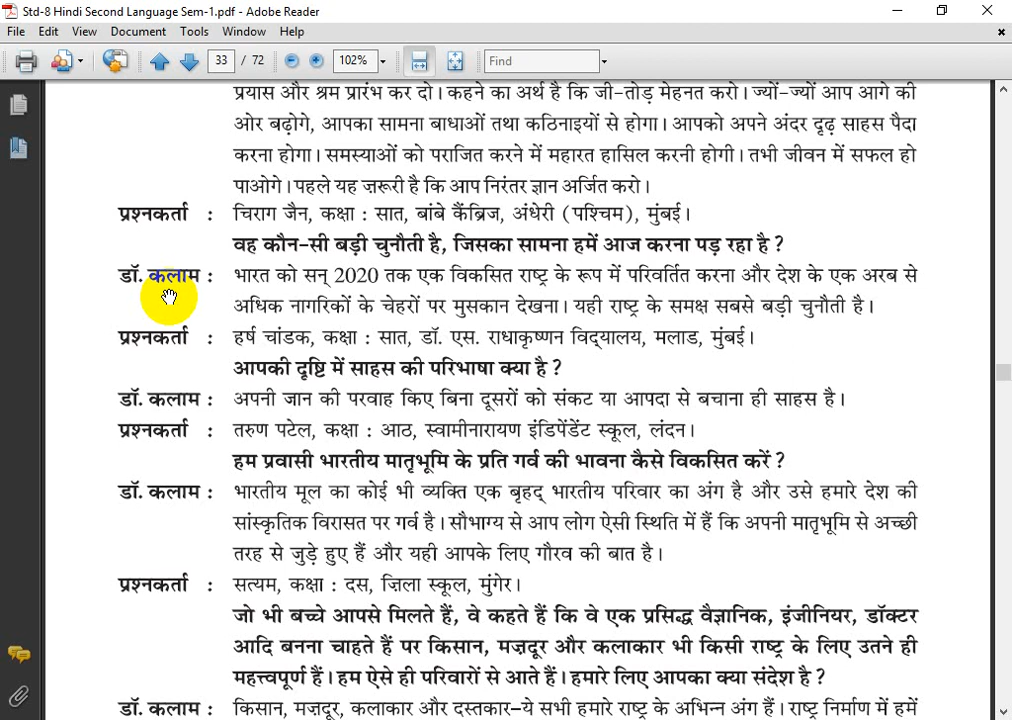 Std-8 Hindi Second Language Sem-1.pdf - Adobe Reader
File Edit View Document Tools Window Help
33 / 72 102% Find
प्रयास और श्रम प्रारंभ कर दो। कहने का अर्थ है कि जी-तोड़ मेहनत करो। ज्यों-ज्यों आप आगे की
ओर बढ़ोगे, आपका सामना बाधाओं तथा कठिनाइयों से होगा। आपको अपने अंदर दृढ़ साहस पैदा
करना होगा। समस्याओं को पराजित करने में महारत हासिल करनी होगी। तभी जीवन में सफल हो
पाओगे। पहले यह ज़रूरी है कि आप निरंतर ज्ञान अर्जित करो।
प्रश्नकर्ता : चिराग जैन, कक्षा : सात, बांबे कैंब्रिज, अंधेरी (पश्चिम), मुंबई।
वह कौन-सी बड़ी चुनौती है, जिसका सामना हमें आज करना पड़ रहा है ?
डॉ. कलाम : भारत को सन् 2020 तक एक विकसित राष्ट्र के रूप में परिवर्तित करना और देश के एक अरब से
अधिक नागरिकों के चेहरों पर मुसकान देखना। यही राष्ट्र के समक्ष सबसे बड़ी चुनौती है।
प्रश्नकर्ता : हर्ष चांडक, कक्षा : सात, डॉ. एस. राधाकृष्णन विद्यालय, मलाड, मुंबई।
आपकी दृष्टि में साहस की परिभाषा क्या है ?
डॉ. कलाम : अपनी जान की परवाह किए बिना दूसरों को संकट या आपदा से बचाना ही साहस है।
प्रश्नकर्ता : तरुण पटेल, कक्षा : आठ, स्वामीनारायण इंडिपेंडेंट स्कूल, लंदन।
हम प्रवासी भारतीय मातृभूमि के प्रति गर्व की भावना कैसे विकसित करें ?
डॉ. कलाम : भारतीय मूल का कोई भी व्यक्ति एक बृहद् भारतीय परिवार का अंग है और उसे हमारे देश की
सांस्कृतिक विरासत पर गर्व है। सौभाग्य से आप लोग ऐसी स्थिति में हैं कि अपनी मातृभूमि से अच्छी
तरह से जुड़े हुए हैं और यही आपके लिए गौरव की बात है।
प्रश्नकर्ता : सत्यम, कक्षा : दस, ज़िला स्कूल, मुंगेर।
जो भी बच्चे आपसे मिलते हैं, वे कहते हैं कि वे एक प्रसिद्ध वैज्ञानिक, इंजीनियर, डॉक्टर
आदि बनना चाहते हैं पर किसान, मज़दूर और कलाकार भी किसी राष्ट्र के लिए उतने ही
महत्त्वपूर्ण हैं। हम ऐसे ही परिवारों से आते हैं। हमारे लिए आपका क्या संदेश है ?
डॉ. कलाम : किसान, मज़दूर, कलाकार और दस्तकार-ये सभी हमारे राष्ट्र के अभिन्न अंग हैं। राष्ट्र निर्माण में हमें